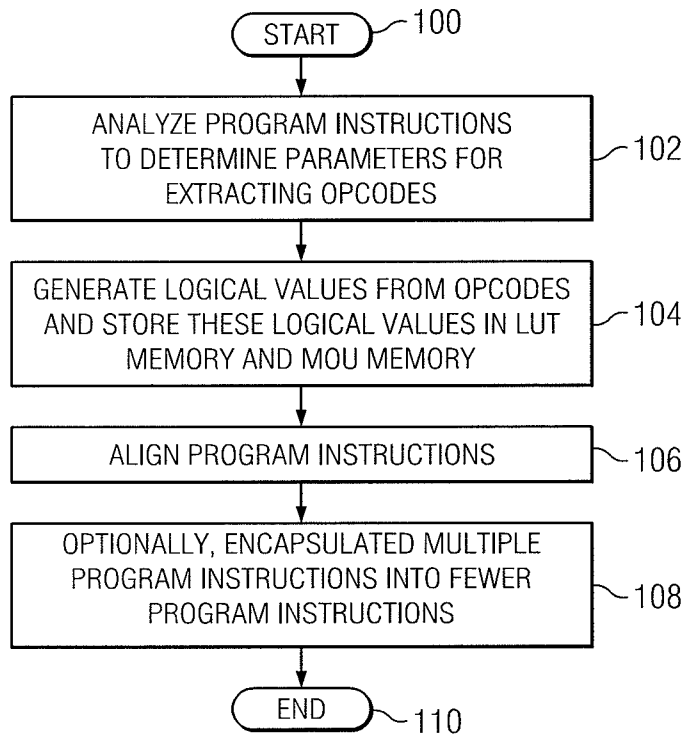 START
100
ANALYZE PROGRAM INSTRUCTIONS
TO DETERMINE PARAMETERS FOR
EXTRACTING OPCODES
102
GENERATE LOGICAL VALUES FROM OPCODES
AND STORE THESE LOGICAL VALUES IN LUT
MEMORY AND MOU MEMORY
104
ALIGN PROGRAM INSTRUCTIONS
106
OPTIONALLY, ENCAPSULATED MULTIPLE
PROGRAM INSTRUCTIONS INTO FEWER
PROGRAM INSTRUCTIONS
108
END
110